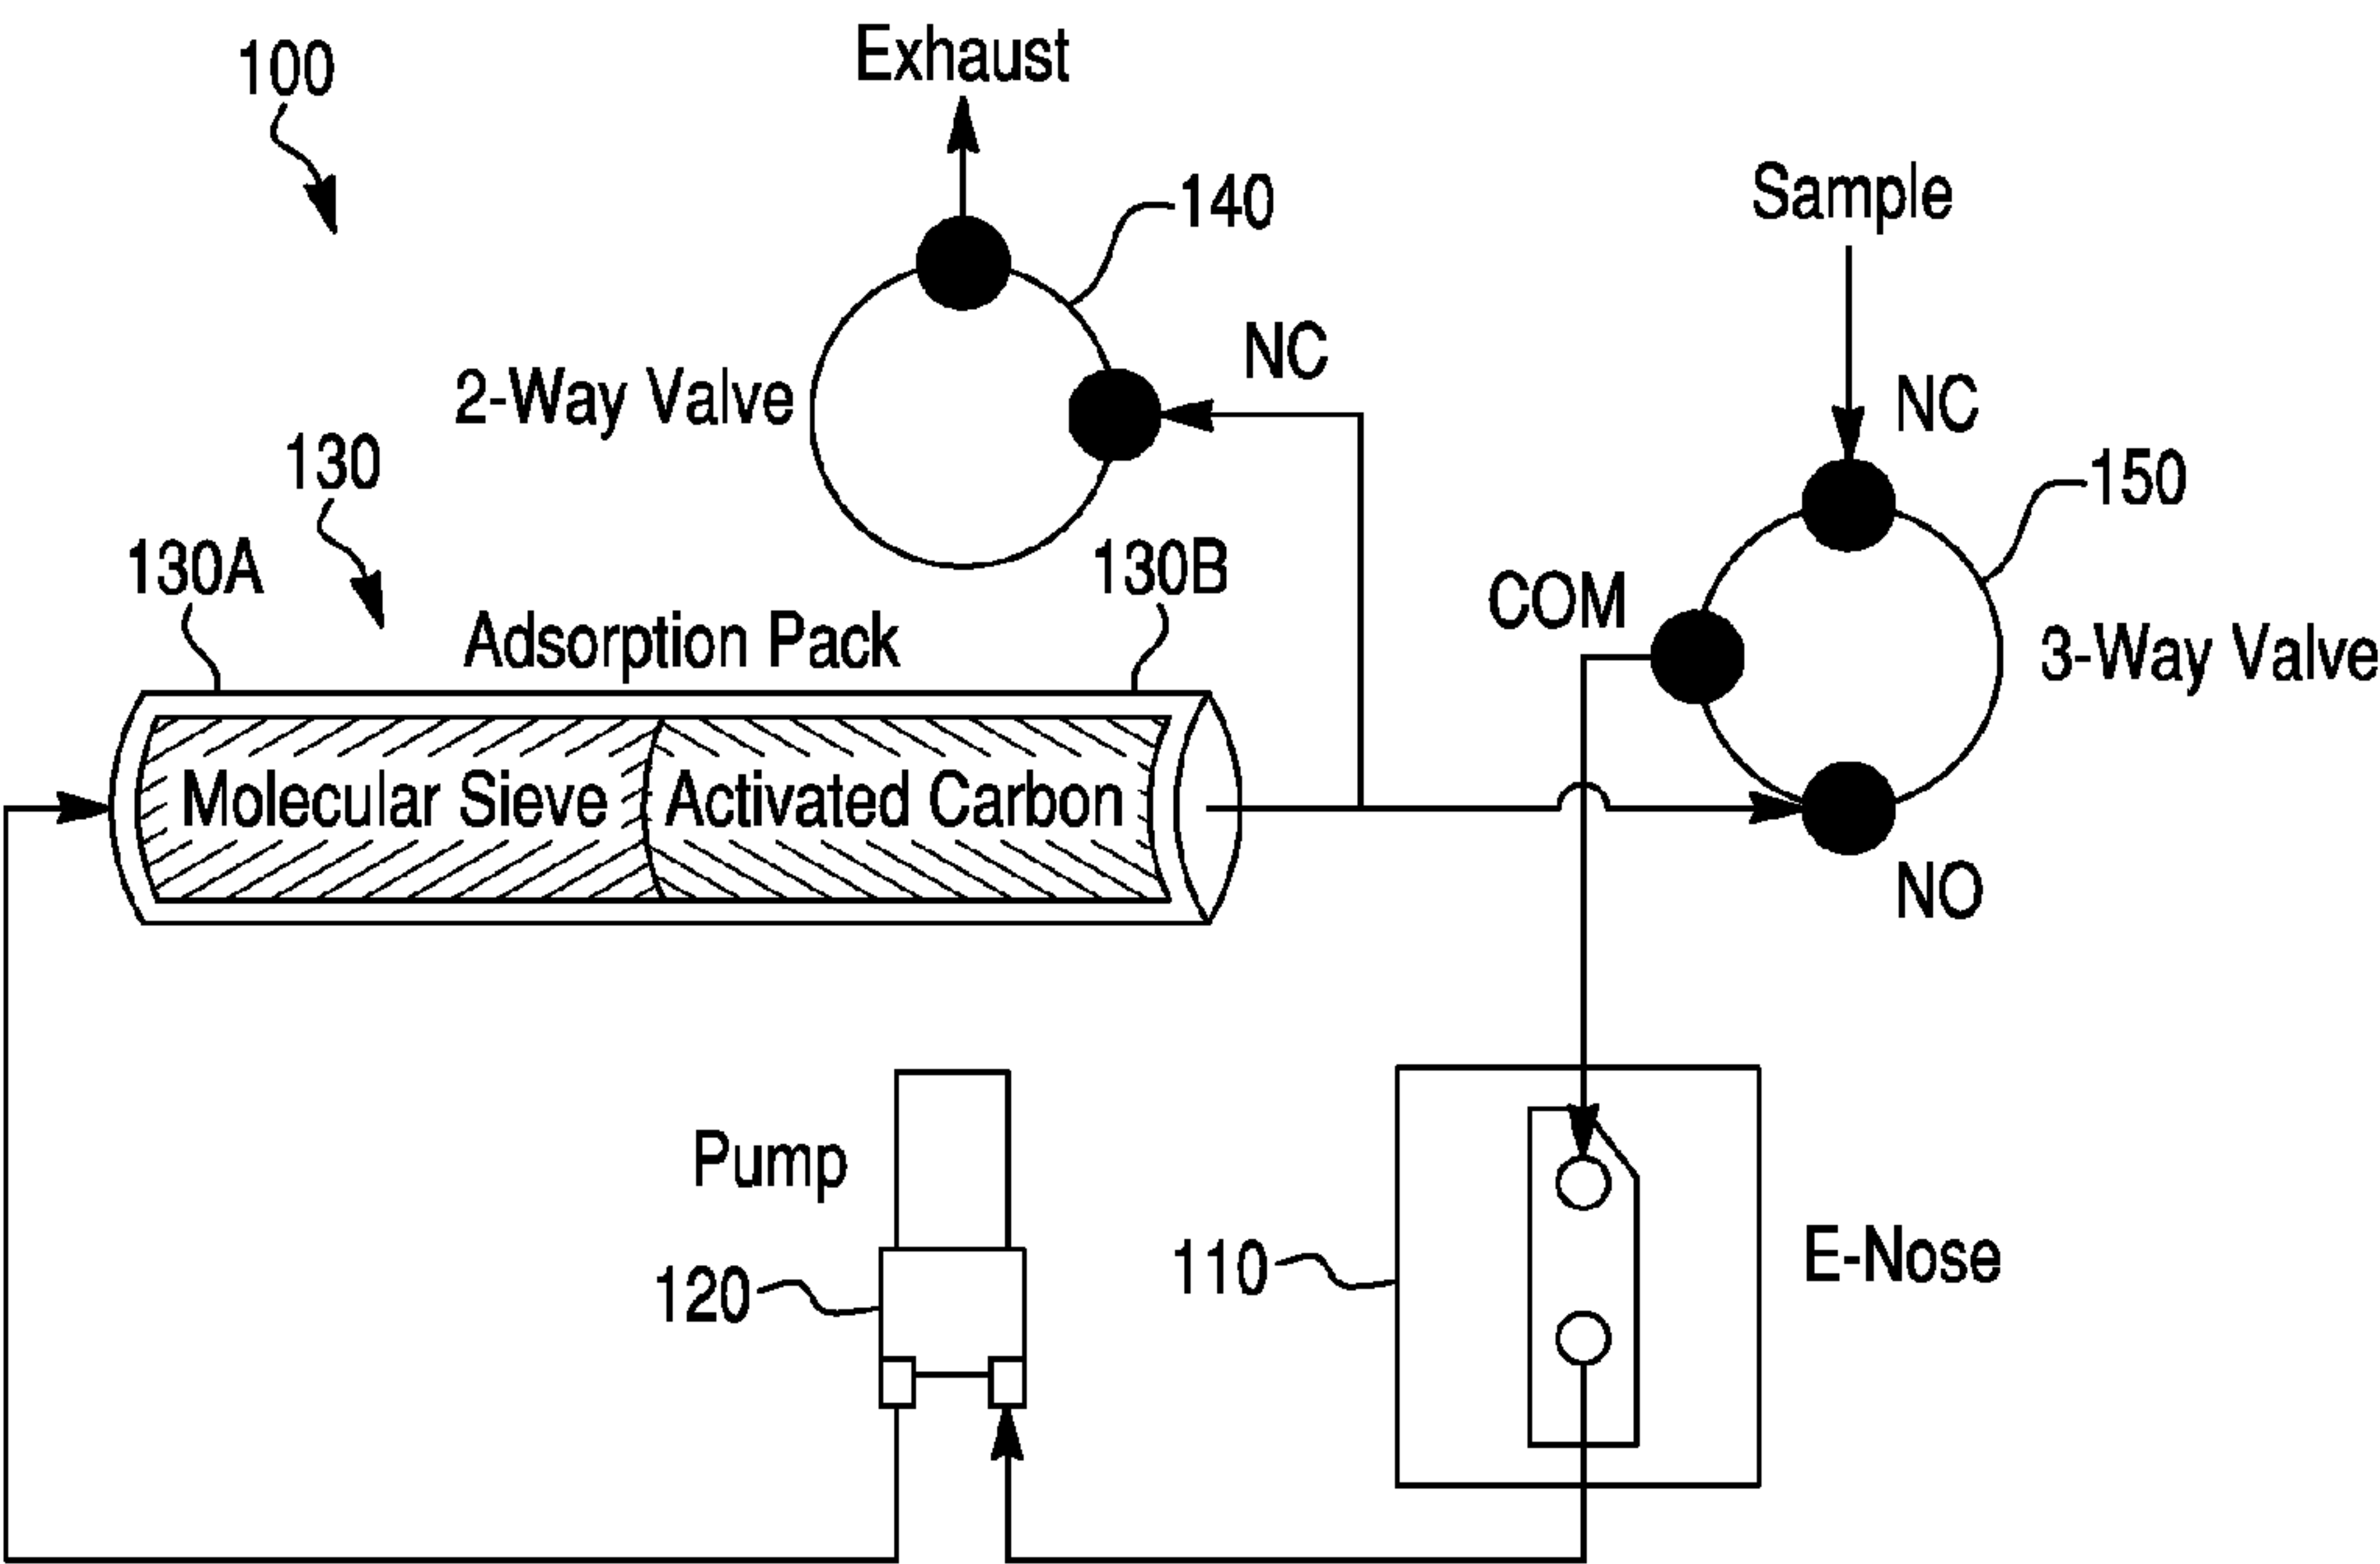 100
Exhaust
140
Sample
NC
2-Way Valve
NC
130
150
130A
130B
COM
Adsorption Pack
3-Way Valve
Molecular Sieve
Activated Carbon
NO
Pump
110
E-Nose
120